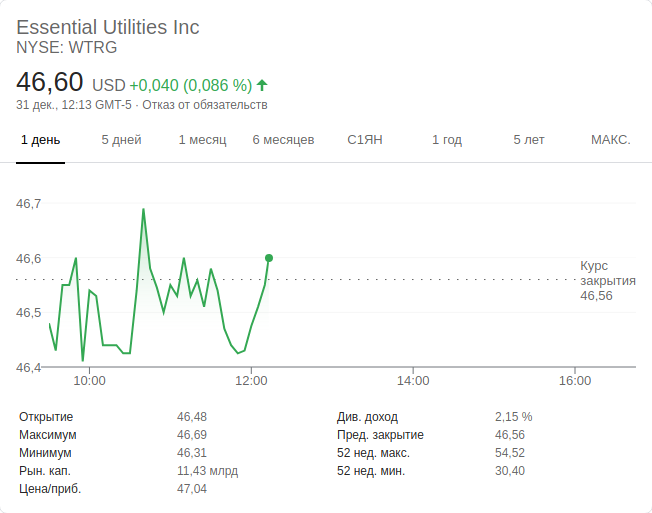 Essential Utilities Inc
NYSE: WTRG
46,60 USD +0,040 (0,086 %)
31 дек., 12:13 GMT-5 · Отказ от обязательств
1 день 5 дней 1 месяц 6 месяцев С1ЯН 1 год 5 лет МАКС.
46,7
46,6
Курс
закрытия
46,56
46,5
46,4
10:00 12:00 14:00 16:00
Открытие 46,48 Див. доход 2,15 %
Максимум 46,69 Пред. закрытие 46,56
Минимум 46,31 52 нед. макс. 54,52
Рын. кап. 11,43 млрд 52 нед. мин. 30,40
Цена/приб. 47,04